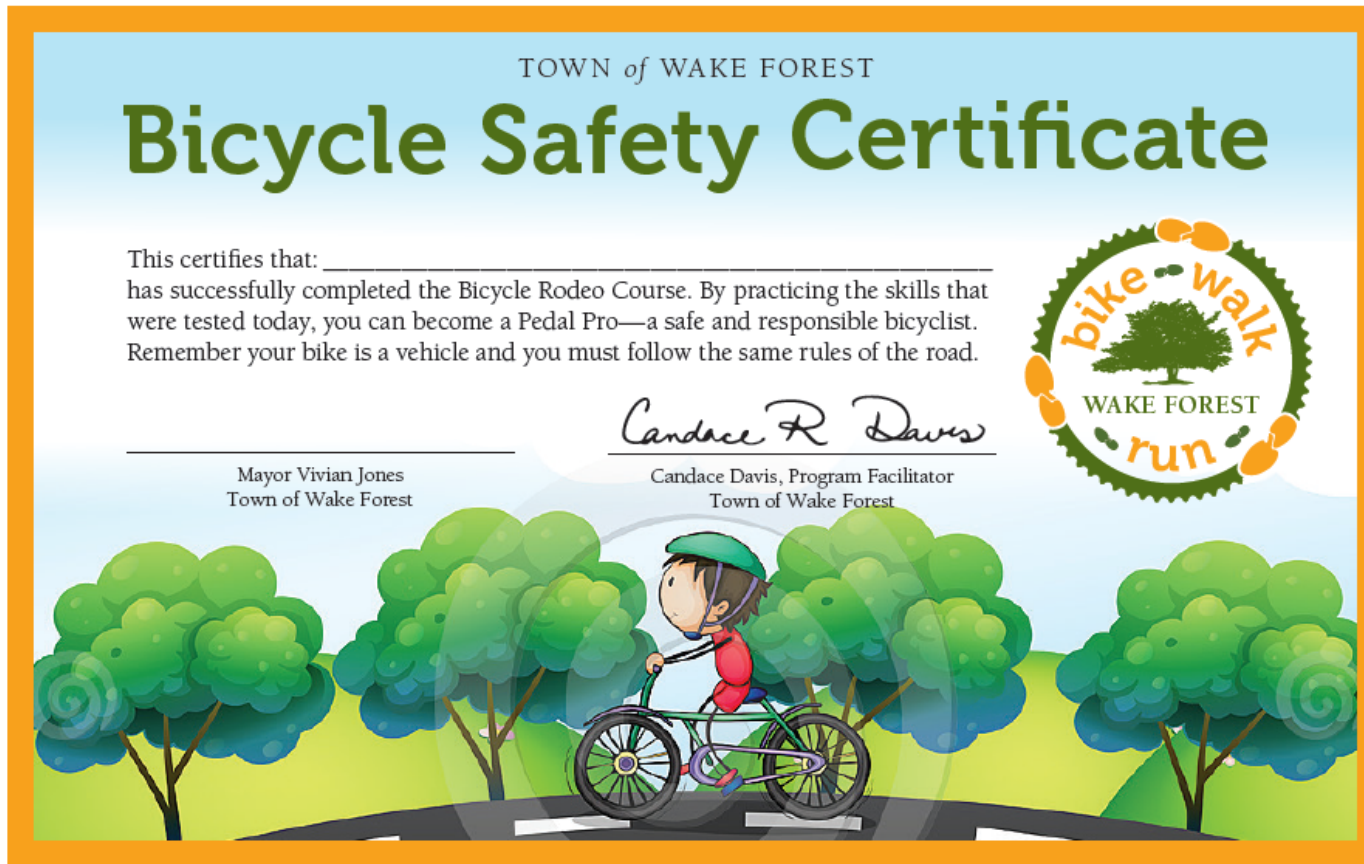 TOWN of WAKE FOREST
Bicycle Safety Certificate
This certifies that: ______________________________________________
has successfully completed the Bicycle Rodeo Course. By practicing the skills that
were tested today, you can become a Pedal Pro—a safe and responsible bicyclist.
Remember your bike is a vehicle and you must follow the same rules of the road.
bike walk
WAKE FOREST
run
Candace R Davis
Mayor Vivian Jones
Town of Wake Forest
Candace Davis, Program Facilitator
Town of Wake Forest